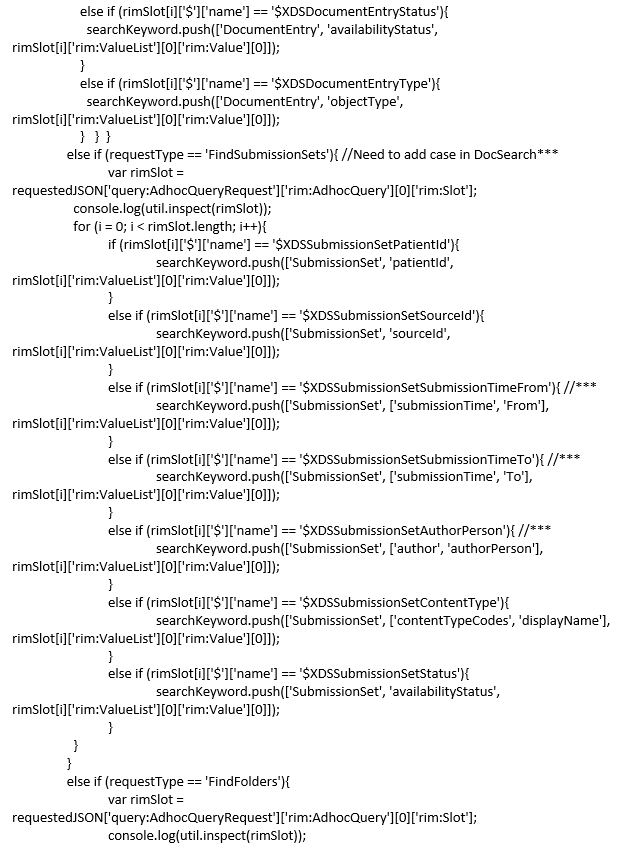 else if (rimSlot[i]['$']['name'] == '$XDSDocumentEntryStatus'){
searchKeyword.push(['DocumentEntry', 'availabilityStatus',
rimSlot[i]['rim:ValueList'][0]['rim:Value'][0]]);
}
else if (rimSlot[i]['$']['name'] == '$XDSDocumentEntryType'){
searchKeyword.push(['DocumentEntry', 'objectType',
rimSlot[i]['rim:ValueList'][0]['rim:Value'][0]]);
} } }
else if (requestType == 'FindSubmissionSets'){ //Need to add case in DocSearch***
var rimSlot =
requestedJSON['query:AdhocQueryRequest']['rim:AdhocQuery'][0]['rim:Slot'];
console.log(util.inspect(rimSlot));
for (i = 0; i < rimSlot.length; i++){
if (rimSlot[i]['$']['name'] == '$XDSSubmissionSetPatientId'){
searchKeyword.push(['SubmissionSet', 'patientId',
rimSlot[i]['rim:ValueList'][0]['rim:Value'][0]]);
}
else if (rimSlot[i]['$']['name'] == '$XDSSubmissionSetSourceId'){
searchKeyword.push(['SubmissionSet', 'sourceId',
rimSlot[i]['rim:ValueList'][0]['rim:Value'][0]]);
}
else if (rimSlot[i]['$']['name'] == '$XDSSubmissionSetSubmissionTimeFrom'){ //***
searchKeyword.push(['SubmissionSet', ['submissionTime', 'From'],
rimSlot[i]['rim:ValueList'][0]['rim:Value'][0]]);
}
else if (rimSlot[i]['$']['name'] == '$XDSSubmissionSetSubmissionTimeTo'){ //***
searchKeyword.push(['SubmissionSet', ['submissionTime', 'To'],
rimSlot[i]['rim:ValueList'][0]['rim:Value'][0]]);
}
else if (rimSlot[i]['$']['name'] == '$XDSSubmissionSetAuthorPerson'){ //***
searchKeyword.push(['SubmissionSet', ['author', 'authorPerson'],
rimSlot[i]['rim:ValueList'][0]['rim:Value'][0]]);
}
else if (rimSlot[i]['$']['name'] == '$XDSSubmissionSetContentType'){
searchKeyword.push(['SubmissionSet', ['contentTypeCodes', 'displayName'],
rimSlot[i]['rim:ValueList'][0]['rim:Value'][0]]);
}
else if (rimSlot[i]['$']['name'] == '$XDSSubmissionSetStatus'){
searchKeyword.push(['SubmissionSet', 'availabilityStatus',
rimSlot[i]['rim:ValueList'][0]['rim:Value'][0]]);
}
}
}
else if (requestType == 'FindFolders'){
var rimSlot =
requestedJSON['query:AdhocQueryRequest']['rim:AdhocQuery'][0]['rim:Slot'];
console.log(util.inspect(rimSlot));